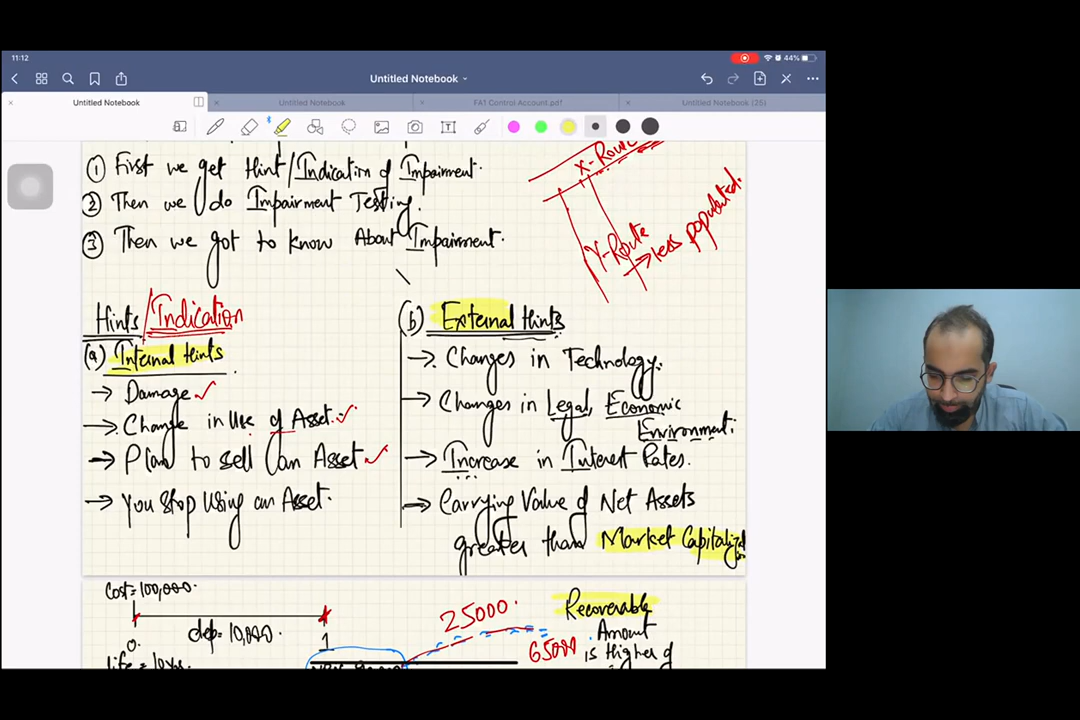 11:12
44%
Untitled Notebook
Untitled Notebook
Untitled Notebook
FA1 Control Account.pdf
Untitled Notebook (25)
① First we get Hint/Indication of Impairment.
② Then we do Impairment Testing.
③ Then we got to know About Impairment.
X-Route
Y-Route
→ less populated.
Hints/Indication
(a) Internal Hints
→ Damage ✓
→ Change in Use of Asset. ✓
→ Plan to sell an Asset ✓
→ You Stop Using an Asset.
(b) External Hints
→ Changes in Technology.
→ Changes in Legal, Economic
Environment.
→ Increase in Interest Rates.
→ Carrying Value of Net Assets
greater than Market
Cost = 100,000.
dep = 10,000.
0
1
25000.
65000
Recoverable
Amount
is Higher of